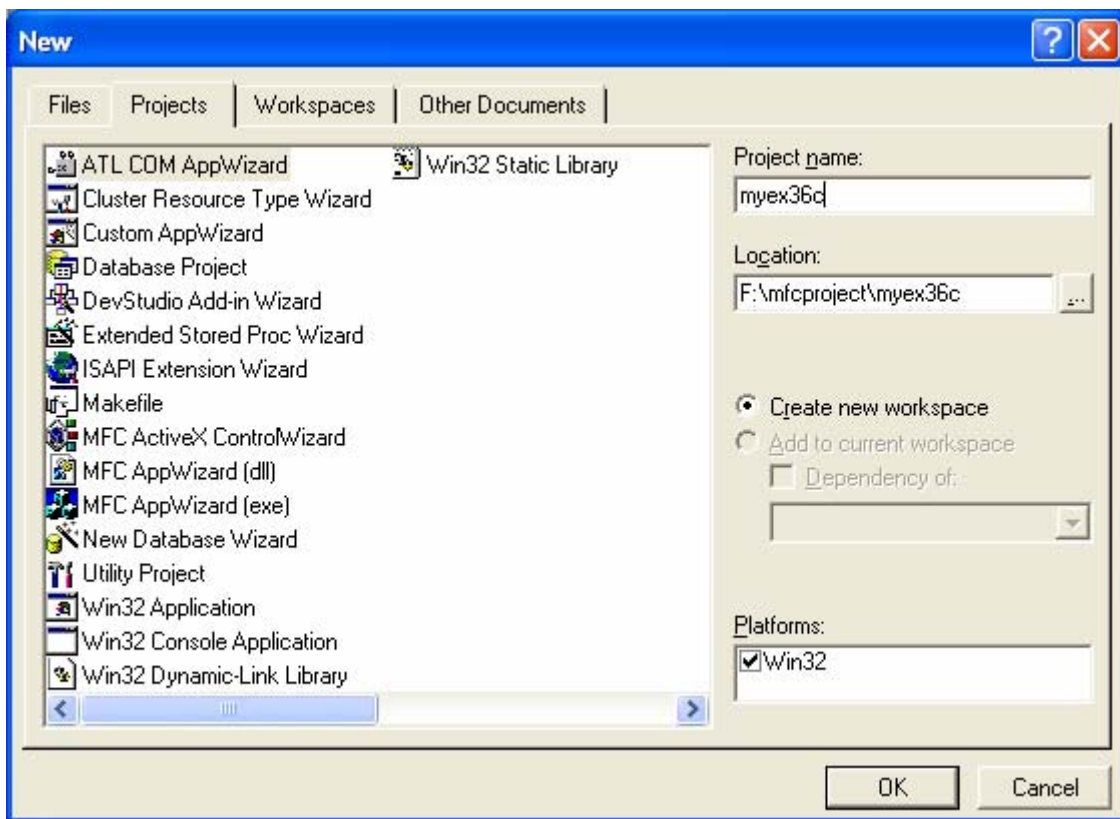 New
Files
Projects
Workspaces
Other Documents
ATL COM AppWizard
Cluster Resource Type Wizard
Custom AppWizard
Database Project
DevStudio Add-in Wizard
Extended Stored Proc Wizard
ISAPI Extension Wizard
Makefile
MFC ActiveX ControlWizard
MFC AppWizard (dll)
MFC AppWizard (exe)
New Database Wizard
Utility Project
Win32 Application
Win32 Console Application
Win32 Dynamic-Link Library
Win32 Static Library
Project name:
myex36c
Location:
F:\mfcproject\myex36c
...
Create new workspace
Add to current workspace
Dependency of:
Platforms:
Win32
OK
Cancel